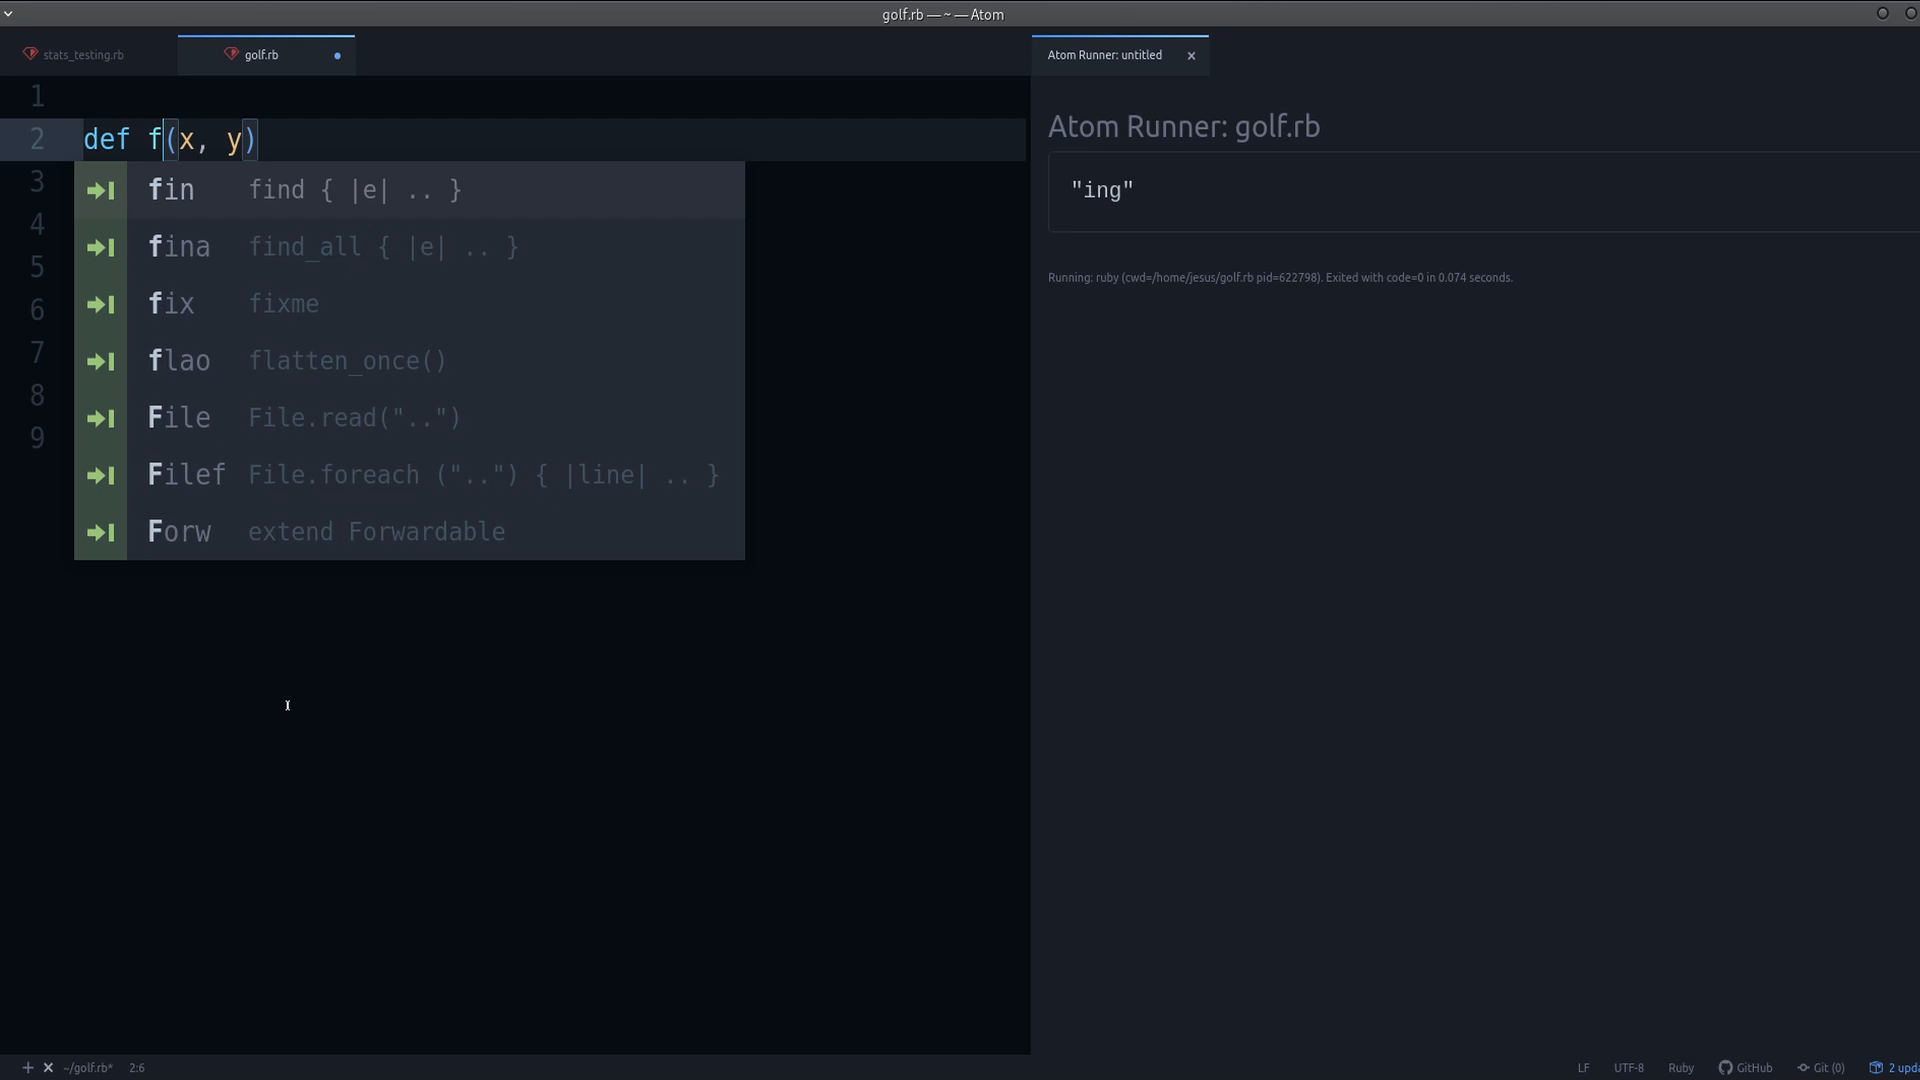 golf.rb — ~ — Atom
stats_testing.rb
golf.rb
Atom Runner: untitled
1
2 def f(x, y)
3
4
5
6
7
8
9
fin find { |e| .. }
fina find_all { |e| .. }
fix fixme
flao flatten_once()
File File.read("..")
Filef File.foreach ("..") { |line| .. }
Forw extend Forwardable
Atom Runner: golf.rb
"ing"
Running: ruby (cwd=/home/jesus/golf.rb pid=622798). Exited with code=0 in 0.074 seconds.
~/golf.rb* 2:6
LF UTF-8 Ruby GitHub Git (0) 2 upda